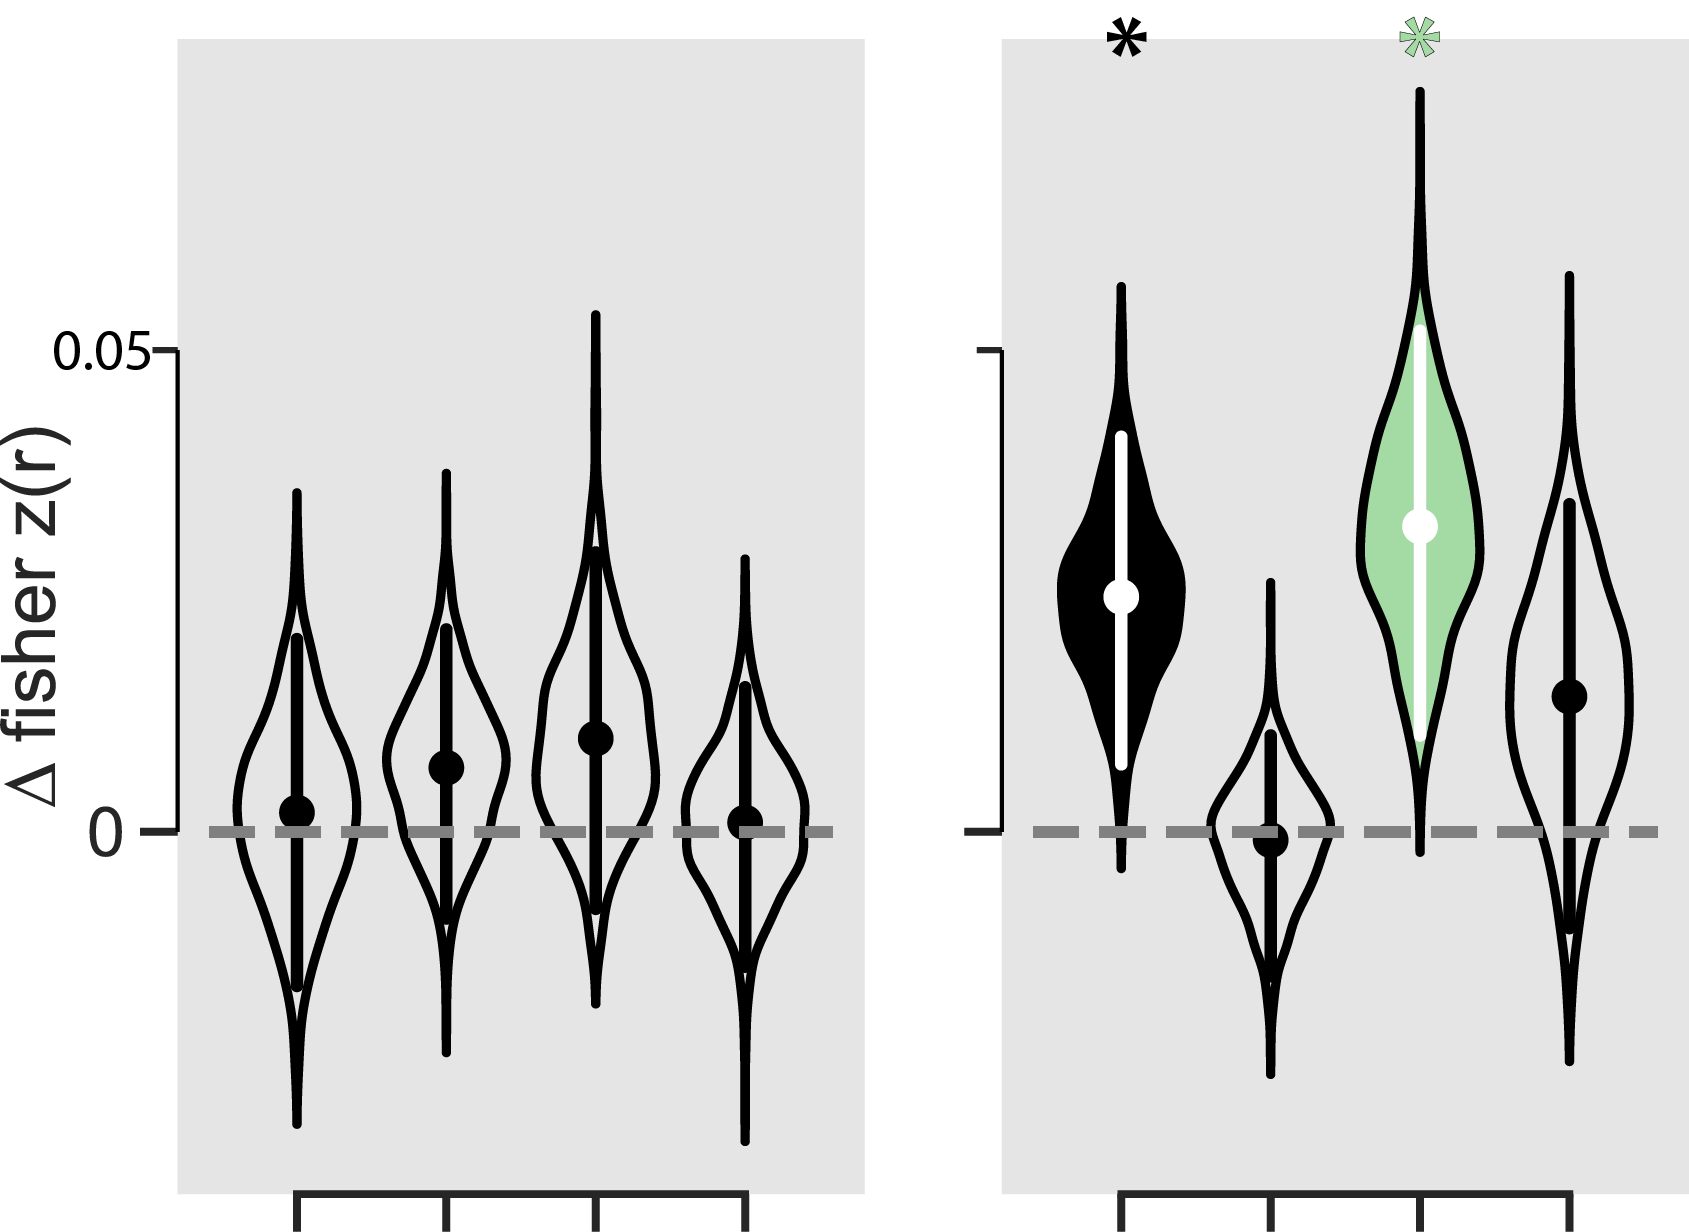 * *
0.05
Δ fisher z(r)
0